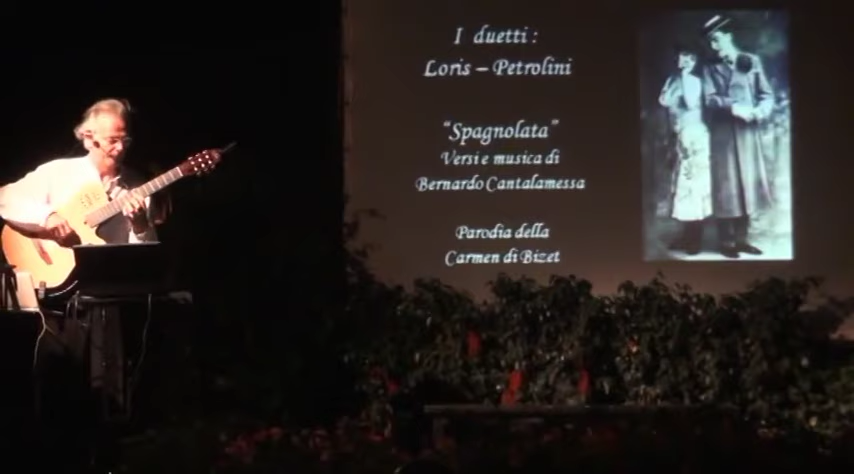 I duetti :
Loris – Petrolini
“Spagnolata”
Versi e musica di
Bernardo Cantalamessa
Parodia della
Carmen di Bizet